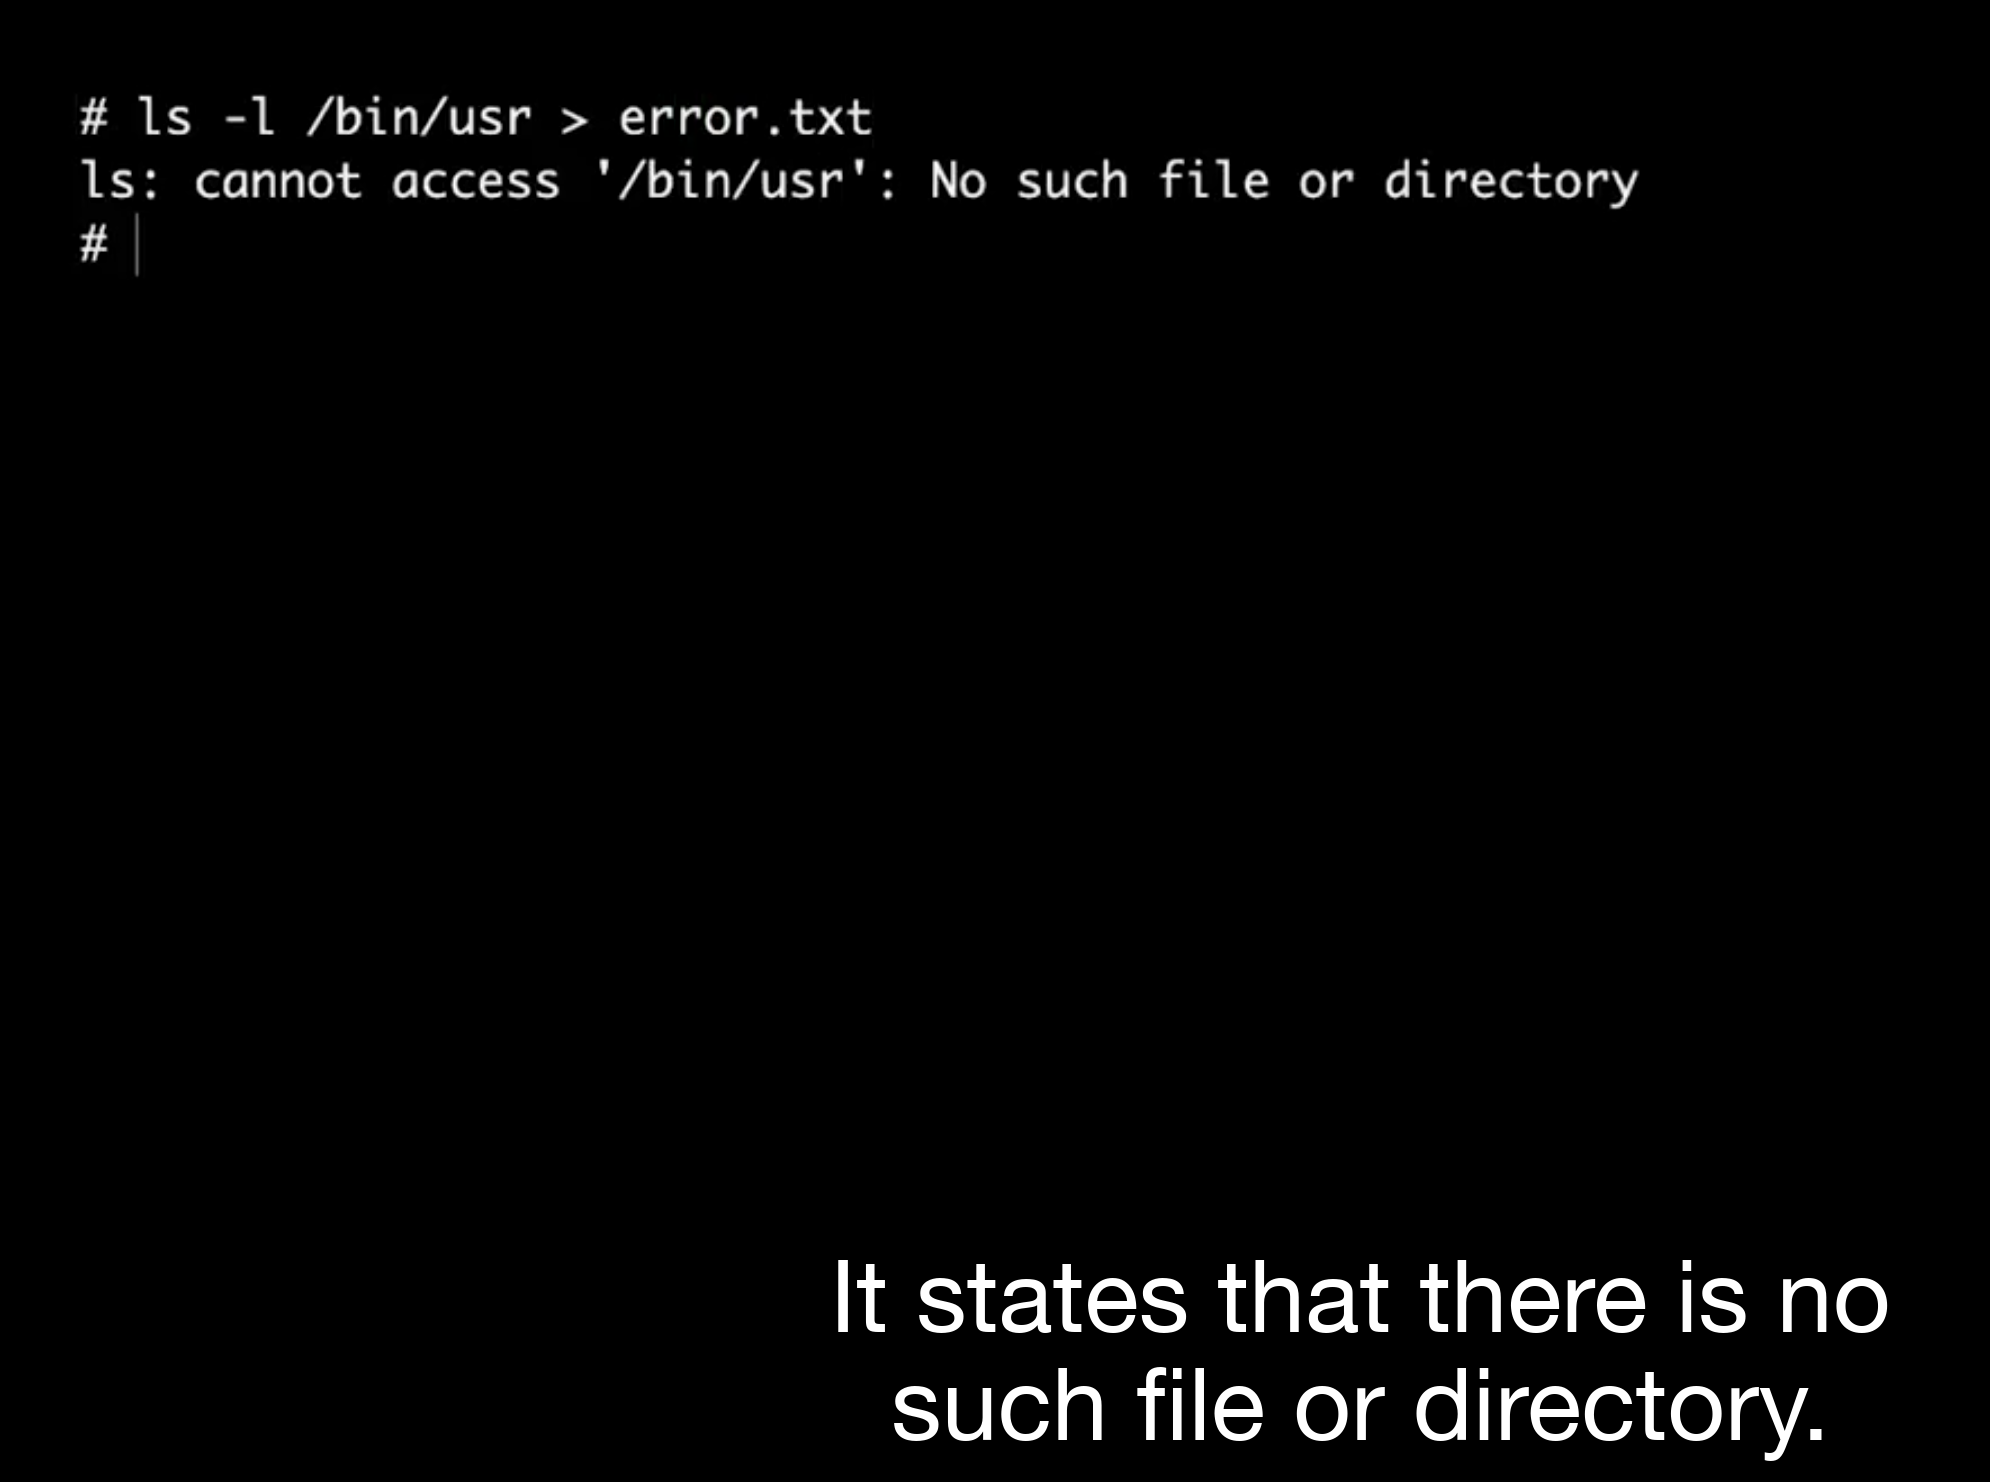 # ls -l /bin/usr > error.txt
ls: cannot access '/bin/usr': No such file or directory
#
It states that there is no
such file or directory.